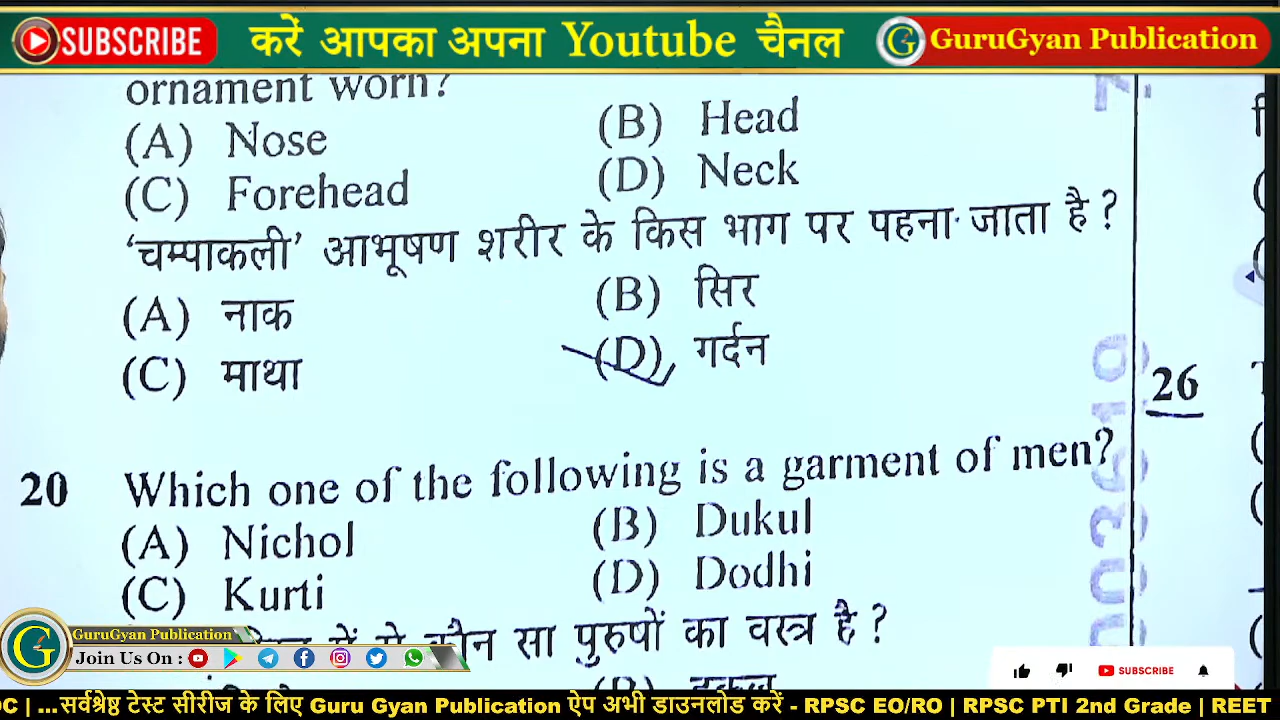 SUBSCRIBE करें आपका अपना Youtube चैनल GuruGyan Publication
ornament worn?
(A) Nose (B) Head
(C) Forehead (D) Neck
‘चम्पाकली’ आभूषण शरीर के किस भाग पर पहना जाता है ?
(A) नाक (B) सिर
(C) माथा (D) गर्दन
26
20 Which one of the following is a garment of men?
(A) Nichol (B) Dukul
(C) Kurti (D) Dodhi
में से कौन सा पुरुषों का वस्त्र है ?
GuruGyan Publication
Join Us On :
SUBSCRIBE
...सर्वश्रेष्ठ टेस्ट सीरीज के लिए Guru Gyan Publication ऐप अभी डाउनलोड करें - RPSC EO/RO | RPSC PTI 2nd Grade | REET